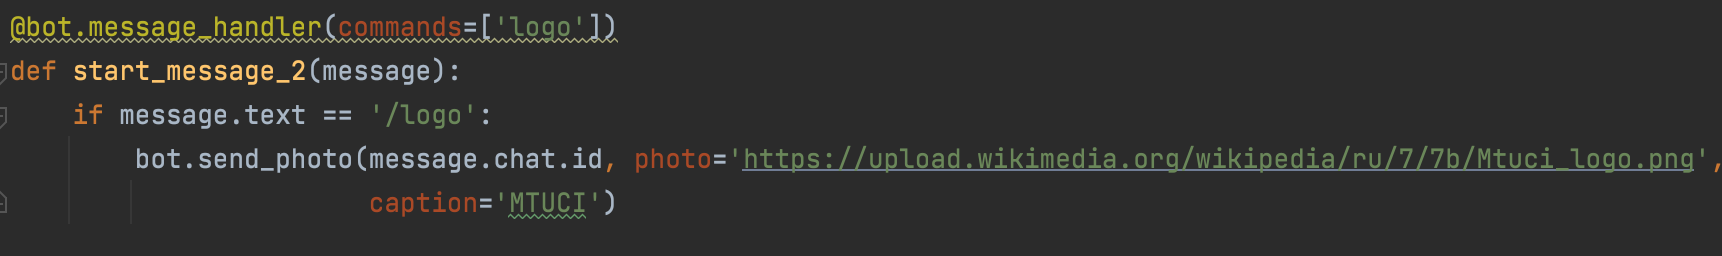 @bot.message_handler(commands=['logo'])
def start_message_2(message):
    if message.text == '/logo':
        bot.send_photo(message.chat.id, photo='https://upload.wikimedia.org/wikipedia/ru/7/7b/Mtuci_logo.png',
                       caption='MTUCI')